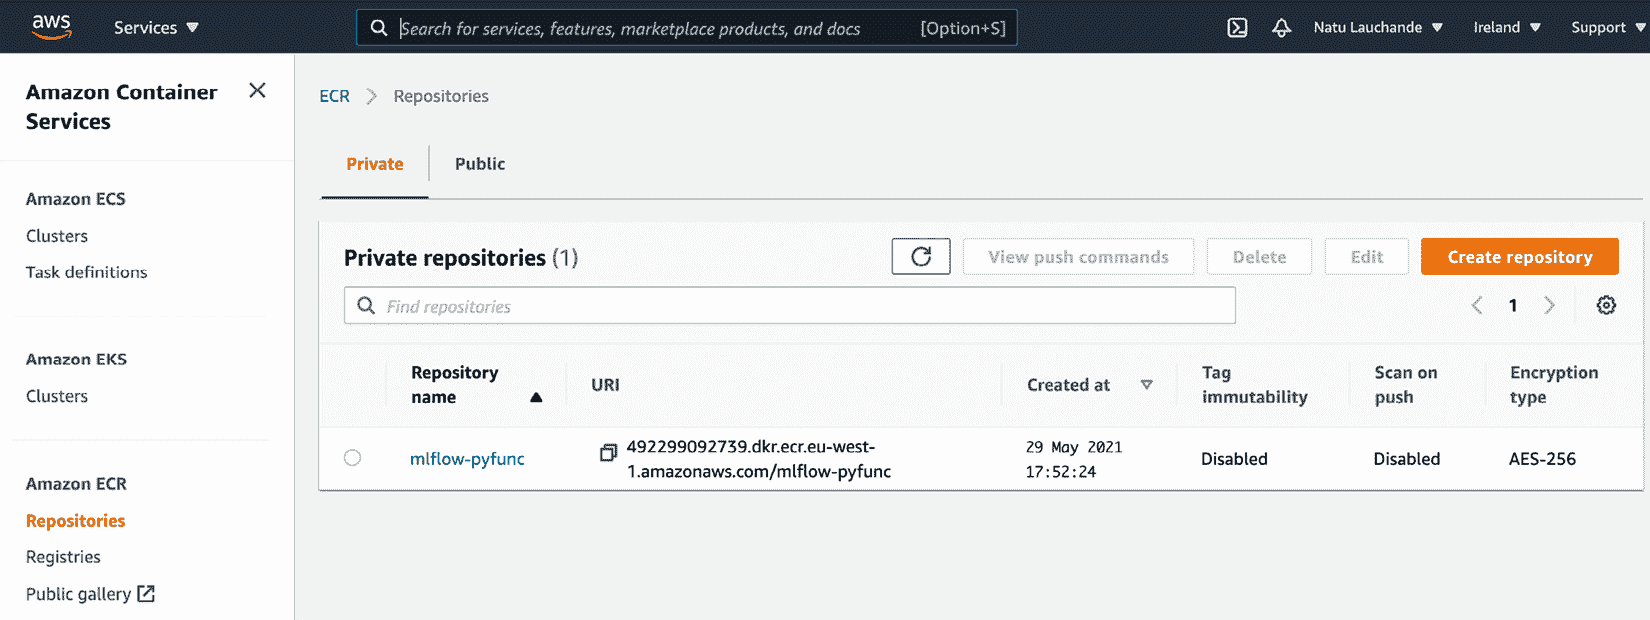 aws
Services
Search for services, features, marketplace products, and docs
[Option+S]
Natu Lauchande
Ireland
Support
Amazon Container
Services
Amazon ECS
Clusters
Task definitions
Amazon EKS
Clusters
Amazon ECR
Repositories
Registries
Public gallery
ECR
Repositories
Private
Public
Private repositories (1)
View push commands
Delete
Edit
Create repository
Find repositories
1
Repository
name
URI
Created at
Tag
immutability
Scan on
push
Encryption
type
mlflow-pyfunc
492299092739.dkr.ecr.eu-west-
1.amazonaws.com/mlflow-pyfunc
29 May 2021
17:52:24
Disabled
Disabled
AES-256